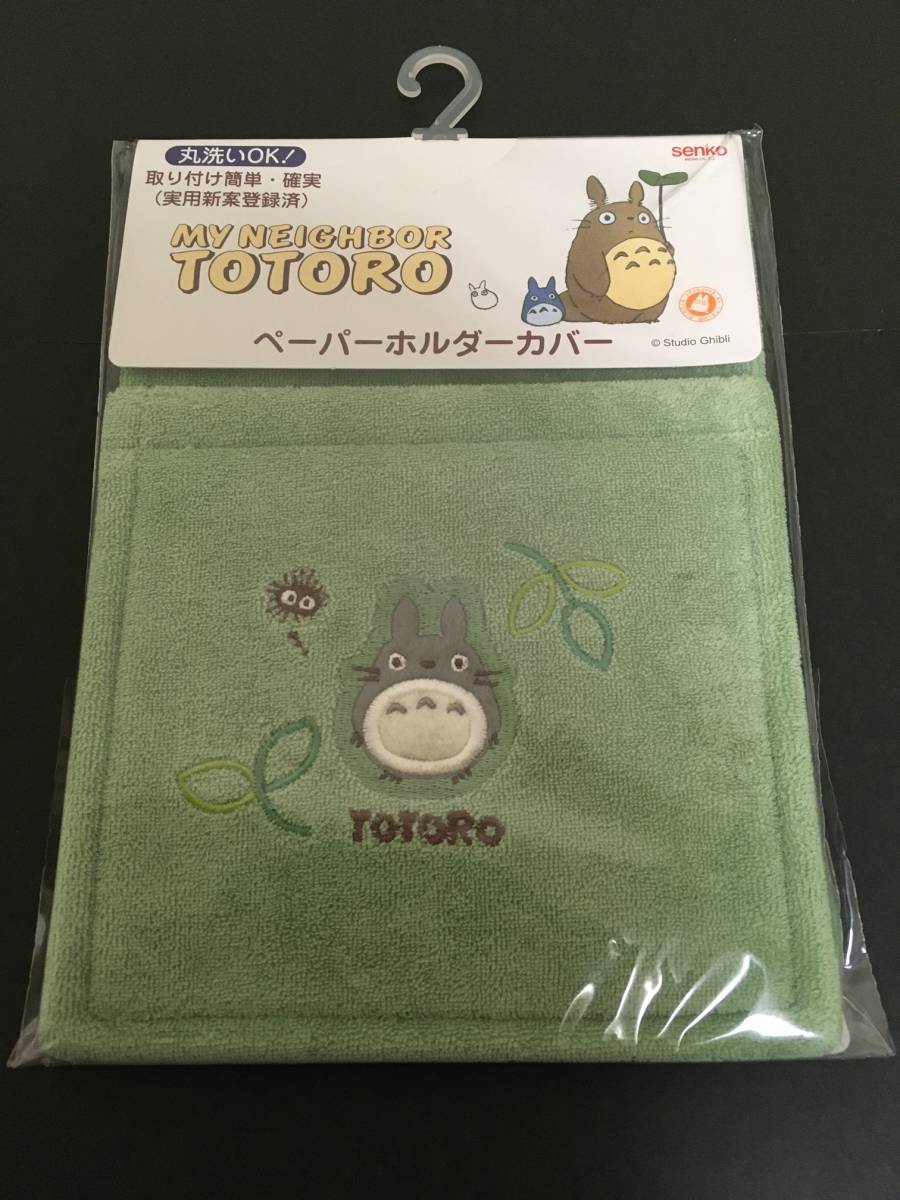 丸洗いOK!
取り付け簡単・確実
(実用新案登録済)
senko
MY NEIGHBOR
TOTORO
ペーパーホルダーカバー
© Studio Ghibli
TOTORO